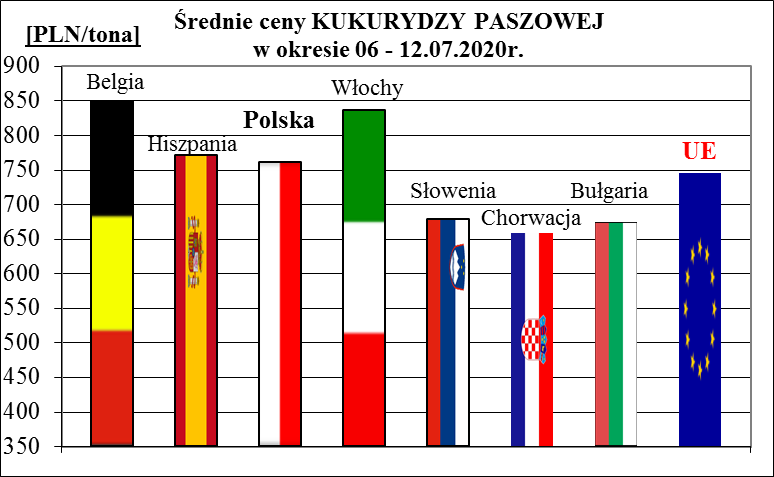 Średnie ceny KUKURYDZY PASZOWEJ
w okresie 06 - 12.07.2020r.
[PLN/tona]
900
850
800
750
700
650
600
550
500
450
400
350
Belgia
Hiszpania
Polska
Włochy
Słowenia
Chorwacja
Bułgaria
UE